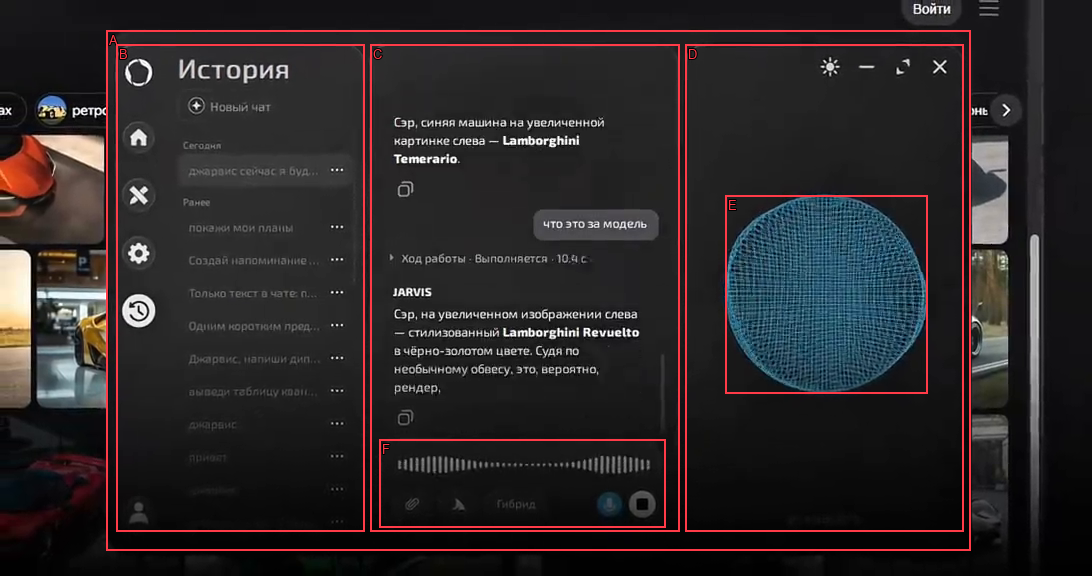 Войти
A
B
История
Новый чат
Сегодня
джарвис сейчас я буд...
Ранее
покажи мои планы
Создай напоминание ...
Только текст в чате: п...
Одним коротким пред...
Джарвис, напиши дип...
выведи таблицу кван...
джарвис
привет
C
Сэр, синяя машина на увеличенной
картинке слева — Lamborghini
Temerario.
что это за модель
Ход работы · Выполняется · 10.4 с
JARVIS
Сэр, на увеличенном изображении слева
— стилизованный Lamborghini Revuelto
в чёрно-золотом цвете. Судя по
необычному обвесу, это, вероятно,
рендер,
F
Гибрид
D
E
ах
ретро
P